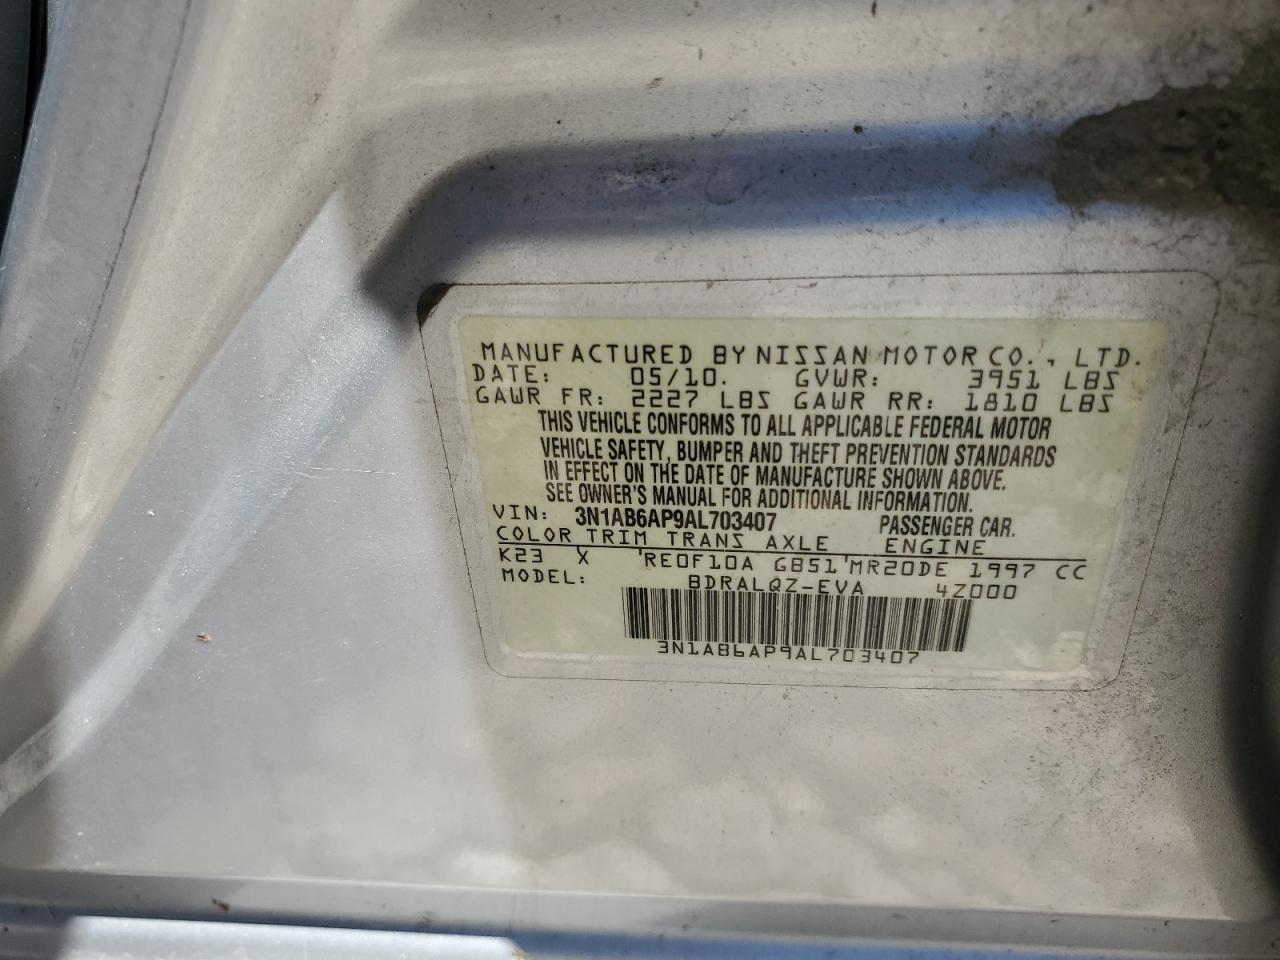 MANUFACTURED BY NISSAN MOTOR CO., LTD.
DATE: 05/10. GVWR: 3951 LBS
GAWR FR: 2227 LBS GAWR RR: 1810 LBS
THIS VEHICLE CONFORMS TO ALL APPLICABLE FEDERAL MOTOR
VEHICLE SAFETY, BUMPER AND THEFT PREVENTION STANDARDS
IN EFFECT ON THE DATE OF MANUFACTURE SHOWN ABOVE.
SEE OWNER'S MANUAL FOR ADDITIONAL INFORMATION.
VIN: 3N1AB6AP9AL703407 PASSENGER CAR.
COLOR TRIM TRANS AXLE ENGINE
K23 X RE0F10A GB51 MR20DE 1997 CC
MODEL: BDRALQZ-EVA 4Z000
3N1AB6AP9AL703407